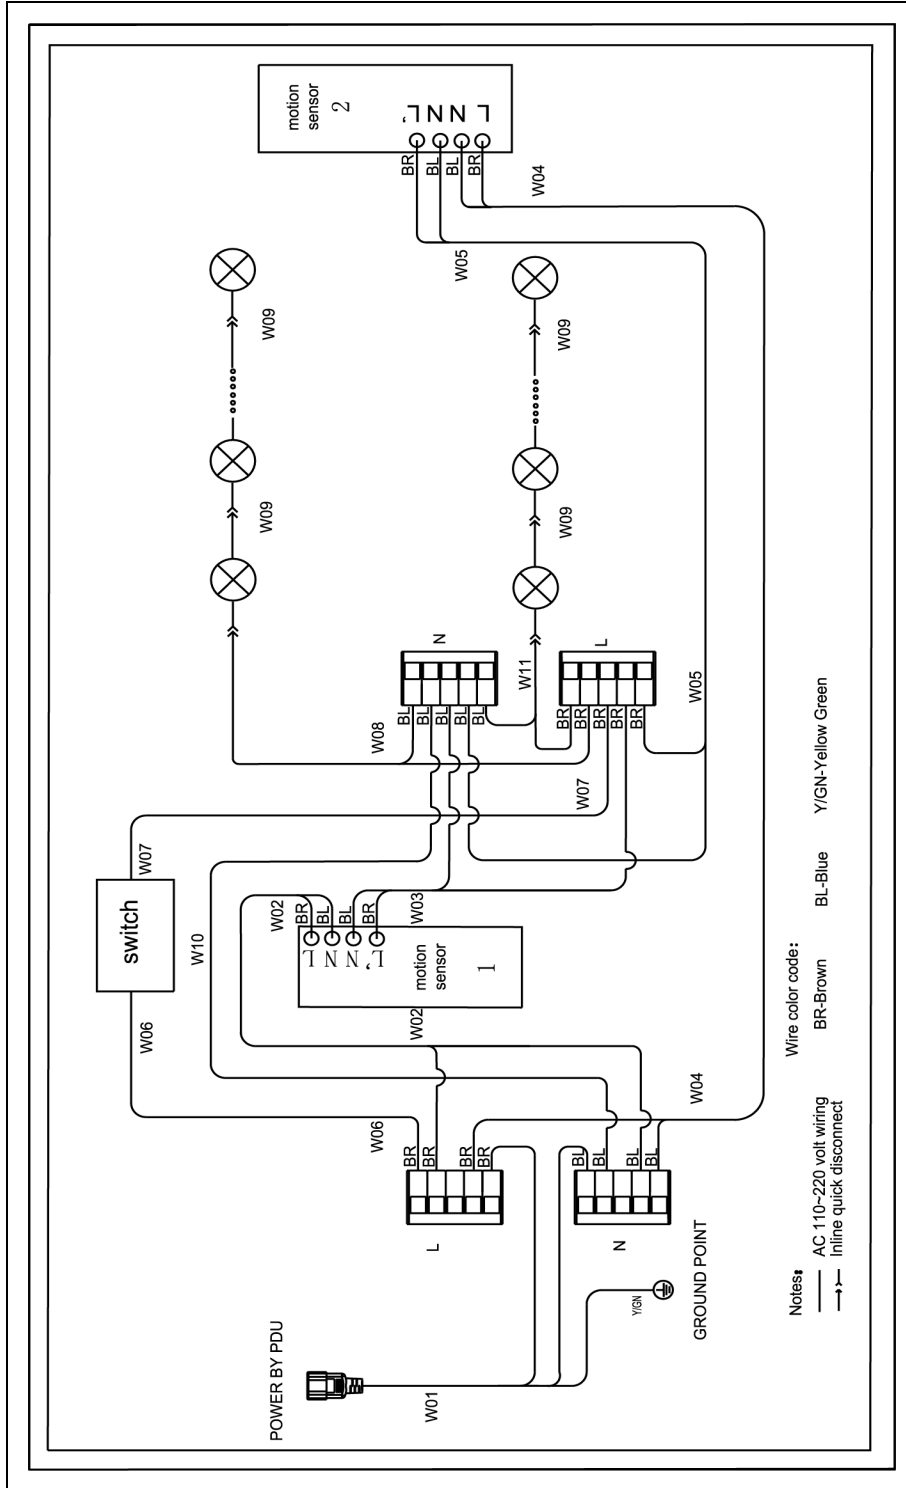 switch
W06
W07
W10
POWER BY PDU
W01
Y/GN
GROUND POINT
L
BR
BR
BR
BR
W06
N
BL
BL
BL
BL
W04
W02
motion
sensor
1
L
N
N
L'
BR
BL
BL
BR
W02
W03
W07
W08
N
BL
BL
BL
BL
BL
W11
L
BR
BR
BR
BR
BR
W05
W09
W09
W09
W09
motion
sensor
2
L'
N
N
L
BR
BL
BL
BR
W05
W04
Notes:
AC 110~220 volt wiring
Inline quick disconnect
Wire color code:
BR-Brown
BL-Blue
Y/GN-Yellow Green